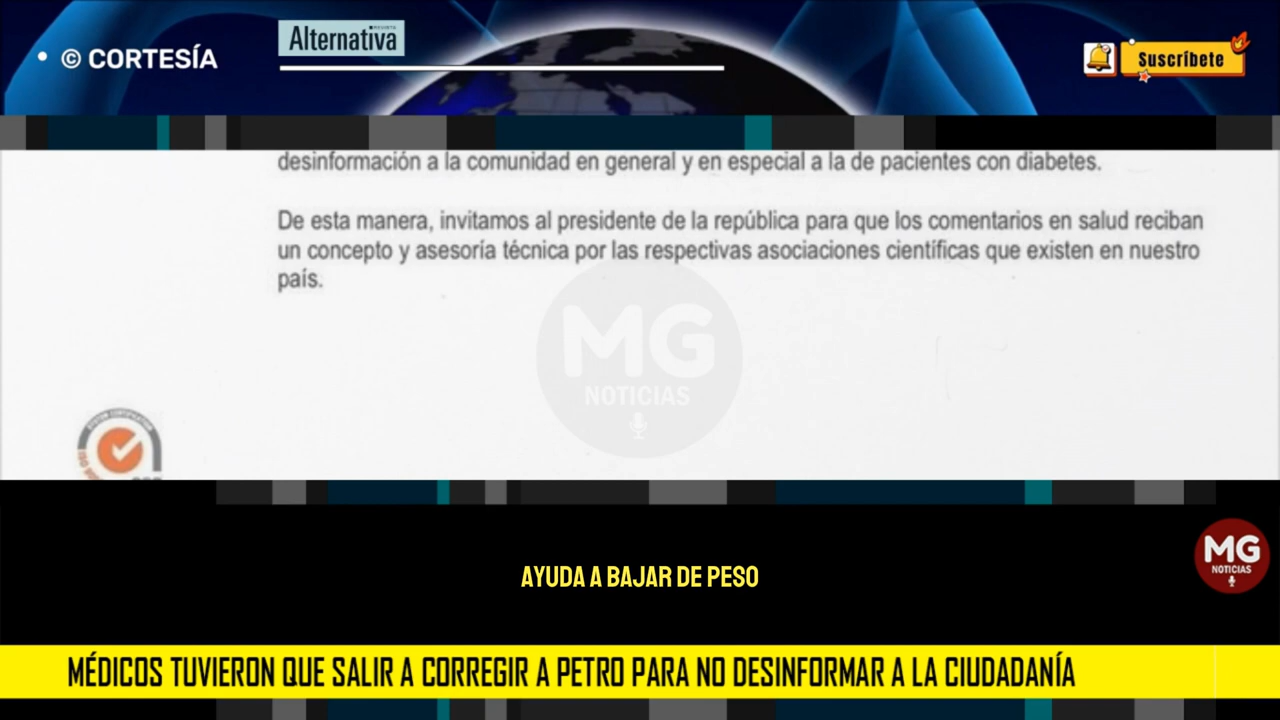 © CORTESÍA
REVISTA
Alternativa
Suscríbete
desinformación a la comunidad en general y en especial a la de pacientes con diabetes.
De esta manera, invitamos al presidente de la república para que los comentarios en salud reciban
un concepto y asesoría técnica por las respectivas asociaciones científicas que existen en nuestro
país.
MG
NOTICIAS
AYUDA A BAJAR DE PESO
MG
NOTICIAS
MÉDICOS TUVIERON QUE SALIR A CORREGIR A PETRO PARA NO DESINFORMAR A LA CIUDADANÍA